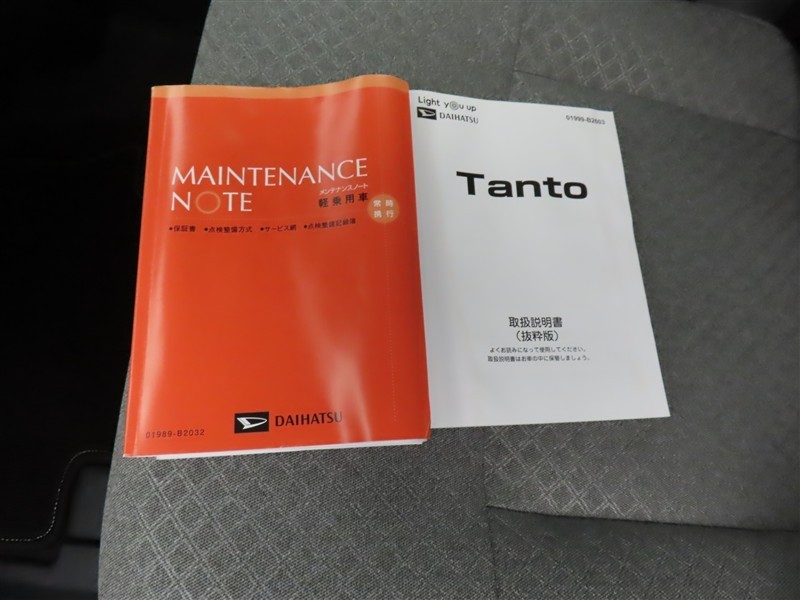 MAINTENANCE
NOTE
メンテナンスノート
軽乗用車
常時
携行
•保証書 •点検整備方式 •サービス網 •点検整備記録簿
DAIHATSU
01989-B2032
Light you up
DAIHATSU
01999-B2603
Tanto
取扱説明書
（抜粋版）
よくお読みになって使用してください。
取扱説明書はお車の中に保管しましょう。